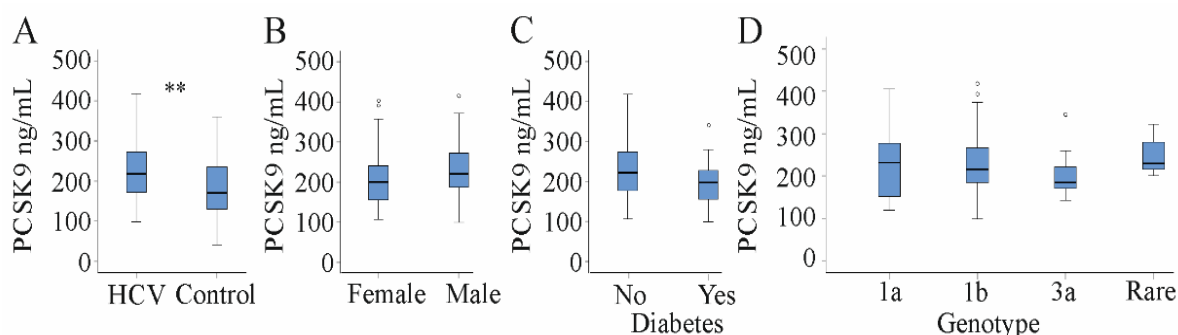 A
B
C
D
PCSK9 ng/mL
500
400
300
200
100
0
**
HCV Control
PCSK9 ng/mL
500
400
300
200
100
0
Female Male
PCSK9 ng/mL
500
400
300
200
100
0
No Yes
Diabetes
PCSK9 ng/mL
500
400
300
200
100
0
1a 1b 3a Rare
Genotype